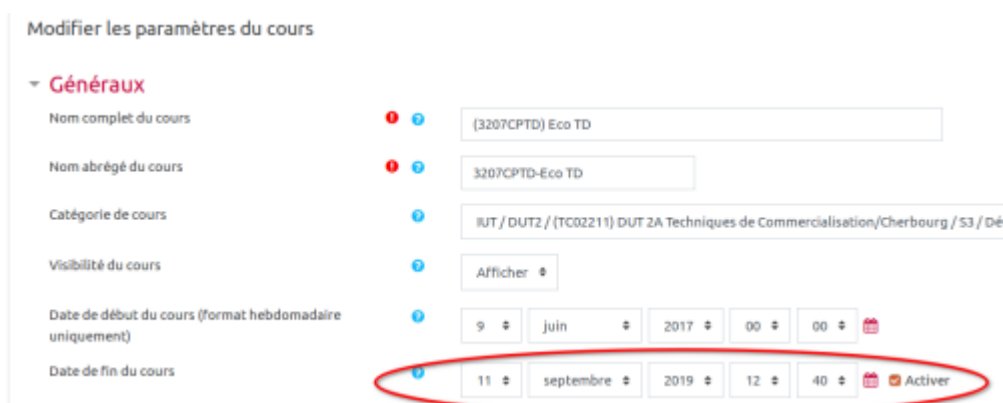 Modifier les paramètres du cours
Généraux
Nom complet du cours (3207CPTD) Eco TD
Nom abrégé du cours 3207CPTD-Eco TD
Catégorie de cours IUT / DUT2 / (TC02211) DUT 2A Techniques de Commercialisation/Cherbourg / S3 / Dé
Visibilité du cours Afficher
Date de début du cours (format hebdomadaire
uniquement) 9 juin 2017 00 00
Date de fin du cours 11 septembre 2019 12 40 Activer